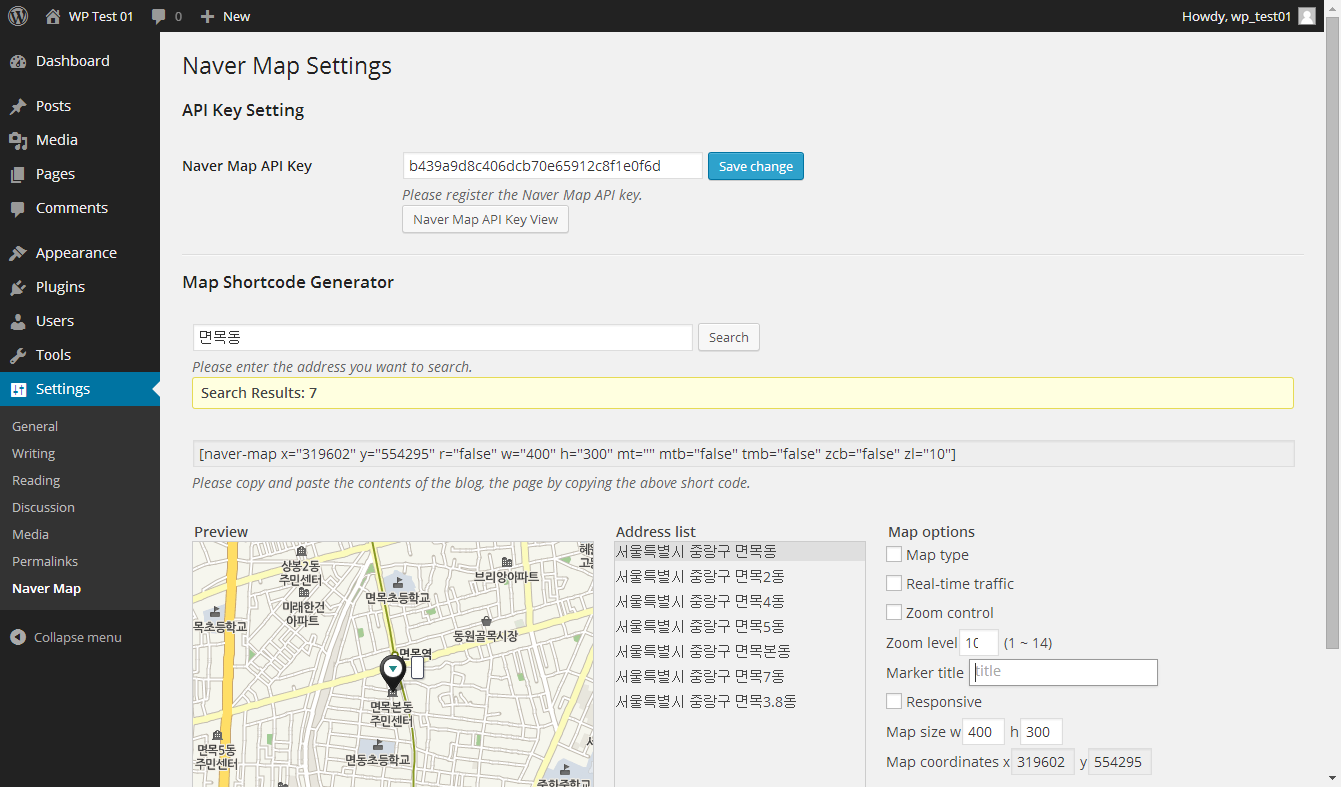 WP Test 01 0 New Howdy, wp_test01
Dashboard
Posts
Media
Pages
Comments
Appearance
Plugins
Users
Tools
Settings
General
Writing
Reading
Discussion
Media
Permalinks
Naver Map
Collapse menu
Naver Map Settings
API Key Setting
Naver Map API Key b439a9d8c406dcb70e65912c8f1e0f6d Save change
Please register the Naver Map API key.
Naver Map API Key View
Map Shortcode Generator
면목동 Search
Please enter the address you want to search.
Search Results: 7
[naver-map x="319602" y="554295" r="false" w="400" h="300" mt="" mtb="false" tmb="false" zcb="false" zl="10"]
Please copy and paste the contents of the blog, the page by copying the above short code.
Preview
상봉2동
주민센터
브리앙아파트
면목초등학교
미래한건
아파트
목초등학교
동원골목시장
면목역
면목본동
주민센터
면목5동
주민센터
면동초등학교
중화중학교
Address list
서울특별시 중랑구 면목동
서울특별시 중랑구 면목2동
서울특별시 중랑구 면목4동
서울특별시 중랑구 면목5동
서울특별시 중랑구 면목본동
서울특별시 중랑구 면목7동
서울특별시 중랑구 면목3.8동
Map options
Map type
Real-time traffic
Zoom control
Zoom level 10 (1 ~ 14)
Marker title title
Responsive
Map size w 400 h 300
Map coordinates x 319602 y 554295